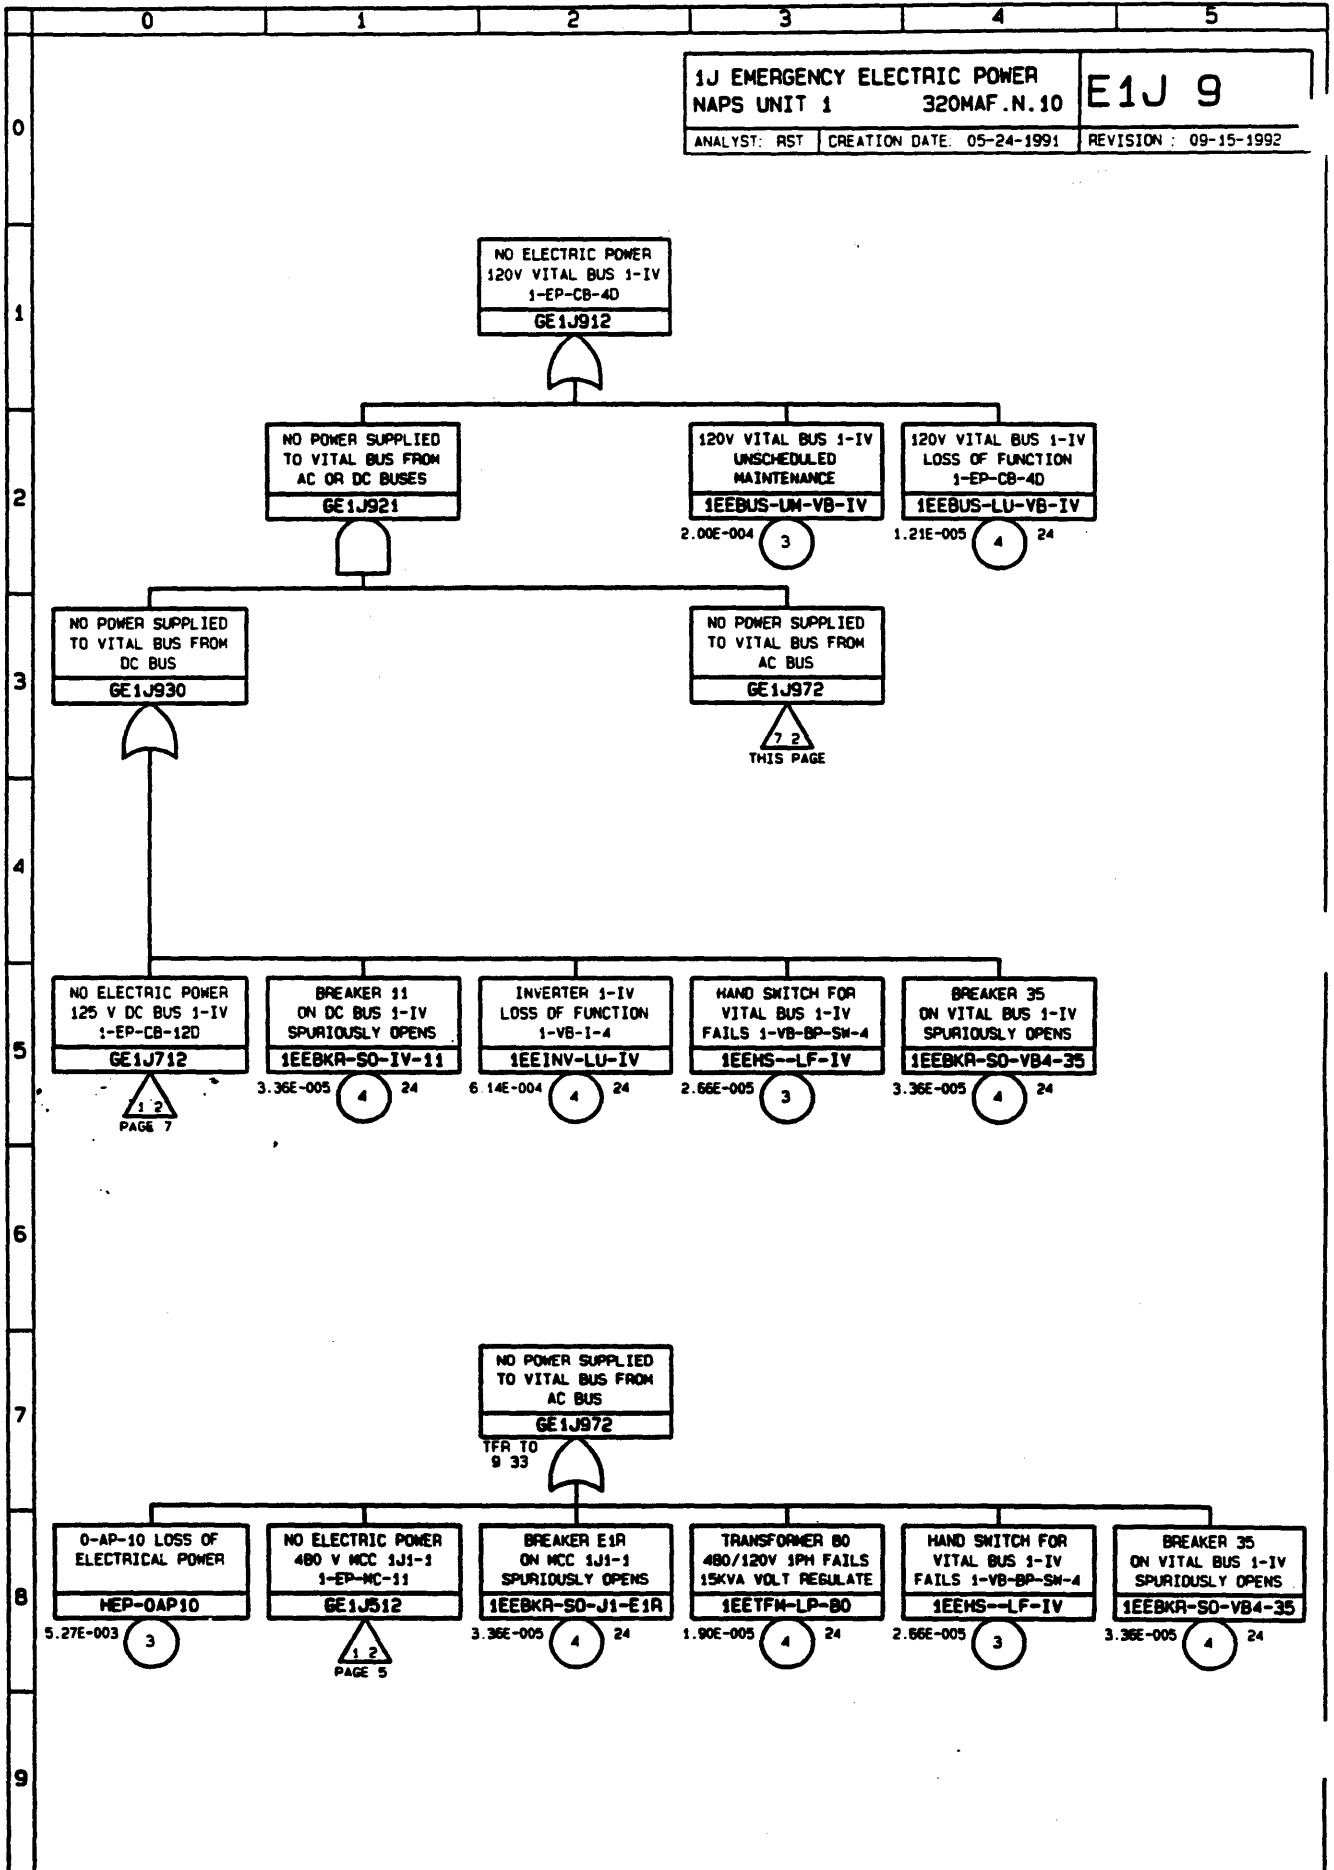 0 1 2 3 4 5
1J EMERGENCY ELECTRIC POWER
NAPS UNIT 1 320MAF.N.10
E1J 9
ANALYST: RST CREATION DATE: 05-24-1991 REVISION : 09-15-1992
0
NO ELECTRIC POWER
120V VITAL BUS 1-IV
1-EP-CB-4D
GE1J912
1
NO POWER SUPPLIED
TO VITAL BUS FROM
AC OR DC BUSES
GE1J921
120V VITAL BUS 1-IV
UNSCHEDULED
MAINTENANCE
1EEBUS-UM-VB-IV
2.00E-004 3
120V VITAL BUS 1-IV
LOSS OF FUNCTION
1-EP-CB-4D
1EEBUS-LU-VB-IV
1.21E-005 4 24
2
NO POWER SUPPLIED
TO VITAL BUS FROM
DC BUS
GE1J930
NO POWER SUPPLIED
TO VITAL BUS FROM
AC BUS
GE1J972
7 2
THIS PAGE
3
4
NO ELECTRIC POWER
125 V DC BUS 1-IV
1-EP-CB-12D
GE1J712
1 2
PAGE 7
BREAKER 11
ON DC BUS 1-IV
SPURIOUSLY OPENS
1EEBKR-SO-IV-11
3.36E-005 4 24
INVERTER 1-IV
LOSS OF FUNCTION
1-VB-I-4
1EEINV-LU-IV
6.14E-004 4 24
HAND SWITCH FOR
VITAL BUS 1-IV
FAILS 1-VB-BP-SW-4
1EEHS--LF-IV
2.66E-005 3
BREAKER 35
ON VITAL BUS 1-IV
SPURIOUSLY OPENS
1EEBKR-SO-VB4-35
3.36E-005 4 24
5
6
NO POWER SUPPLIED
TO VITAL BUS FROM
AC BUS
GE1J972
TFR TO
9 33
7
0-AP-10 LOSS OF
ELECTRICAL POWER
HEP-0AP10
5.27E-003 3
NO ELECTRIC POWER
480 V MCC 1J1-1
1-EP-MC-11
GE1J512
1 2
PAGE 5
BREAKER E1R
ON MCC 1J1-1
SPURIOUSLY OPENS
1EEBKR-SO-J1-E1R
3.36E-005 4 24
TRANSFORMER 80
480/120V 1PH FAILS
15KVA VOLT REGULATE
1EETFM-LP-80
1.90E-005 4 24
HAND SWITCH FOR
VITAL BUS 1-IV
FAILS 1-VB-BP-SW-4
1EEHS--LF-IV
2.66E-005 3
BREAKER 35
ON VITAL BUS 1-IV
SPURIOUSLY OPENS
1EEBKR-SO-VB4-35
3.36E-005 4 24
8
9